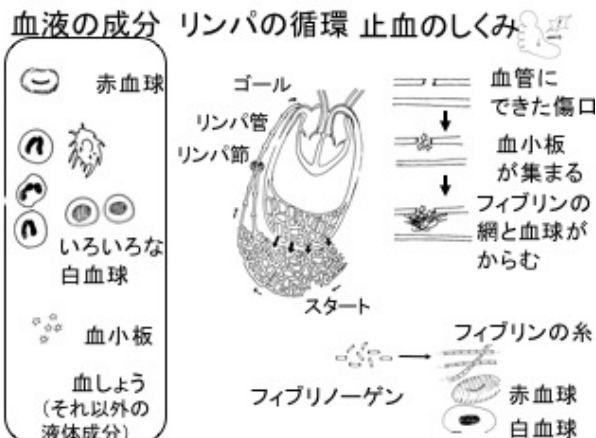 血液の成分
赤血球
いろいろな
白血球
血小板
血しょう
(それ以外の
液体成分)
リンパの循環
ゴール
リンパ管
リンパ節
スタート
止血のしくみ
血管に
できた傷口
血小板
が集まる
フィブリンの
網と血球が
からむ
フィブリノーゲン
フィブリンの糸
赤血球
白血球